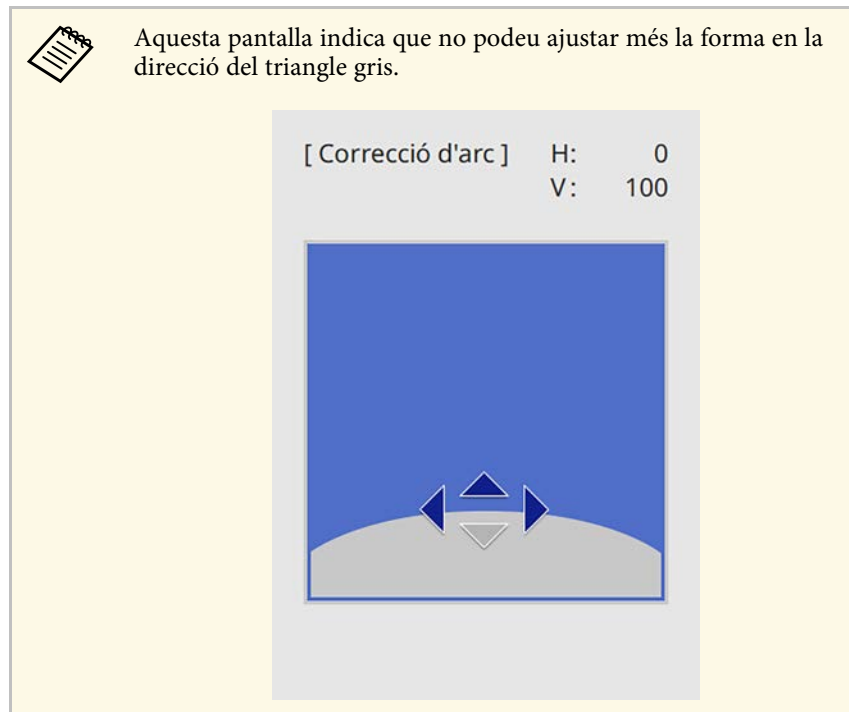 Aquesta pantalla indica que no podeu ajustar més la forma en la
direcció del triangle gris.
[ Correcció d'arc ] H: 0
V: 100